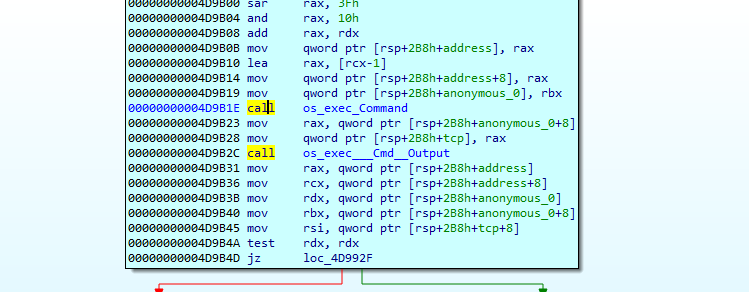 00000000004D9B00 sar rax, 3Fh
00000000004D9B04 and rax, 10h
00000000004D9B08 add rax, rdx
00000000004D9B0B mov qword ptr [rsp+2B8h+address], rax
00000000004D9B10 lea rax, [rcx-1]
00000000004D9B14 mov qword ptr [rsp+2B8h+address+8], rax
00000000004D9B19 mov qword ptr [rsp+2B8h+anonymous_0], rbx
00000000004D9B1E call os_exec_Command
00000000004D9B23 mov rax, qword ptr [rsp+2B8h+anonymous_0+8]
00000000004D9B28 mov qword ptr [rsp+2B8h+tcp], rax
00000000004D9B2C call os_exec___Cmd__Output
00000000004D9B31 mov rax, qword ptr [rsp+2B8h+address]
00000000004D9B36 mov rcx, qword ptr [rsp+2B8h+address+8]
00000000004D9B3B mov rdx, qword ptr [rsp+2B8h+anonymous_0]
00000000004D9B40 mov rbx, qword ptr [rsp+2B8h+anonymous_0+8]
00000000004D9B45 mov rsi, qword ptr [rsp+2B8h+tcp+8]
00000000004D9B4A test rdx, rdx
00000000004D9B4D jz loc_4D992F